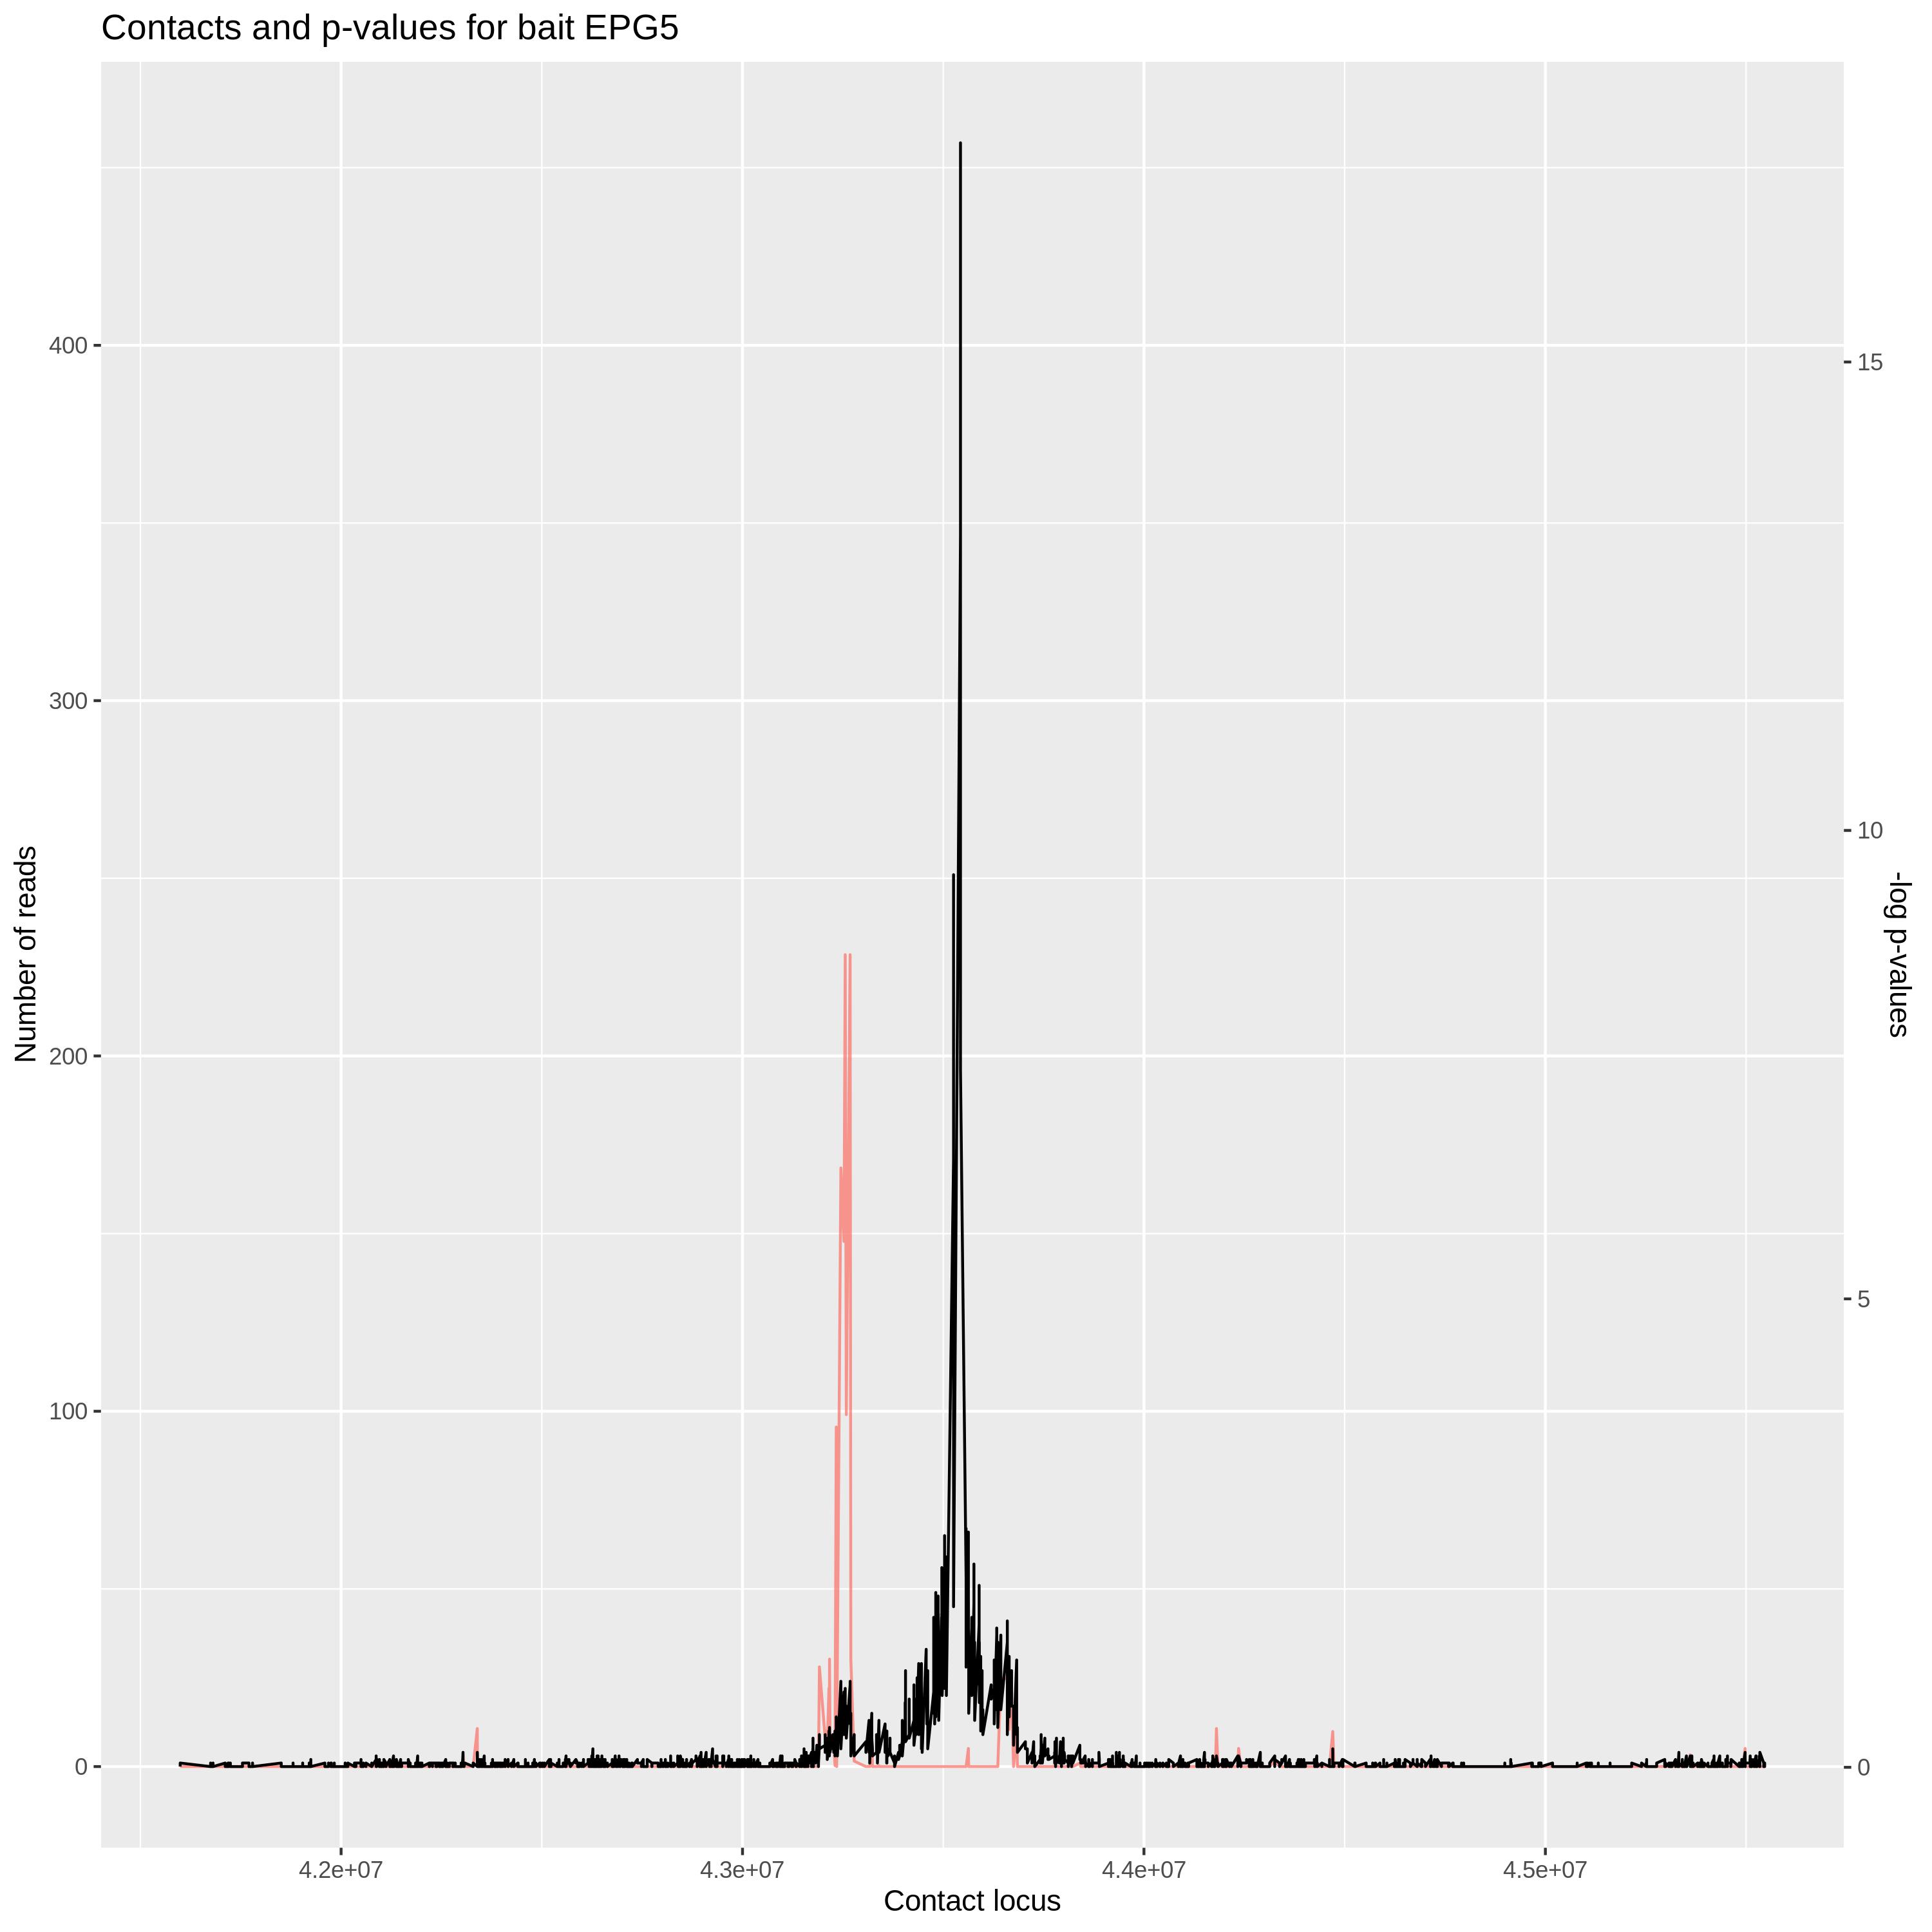 Contacts and p-values for bait EPG5
400
300
200
100
0
Number of reads
15
10
5
0
-log p-values
4.2e+07
4.3e+07
4.4e+07
4.5e+07
Contact locus